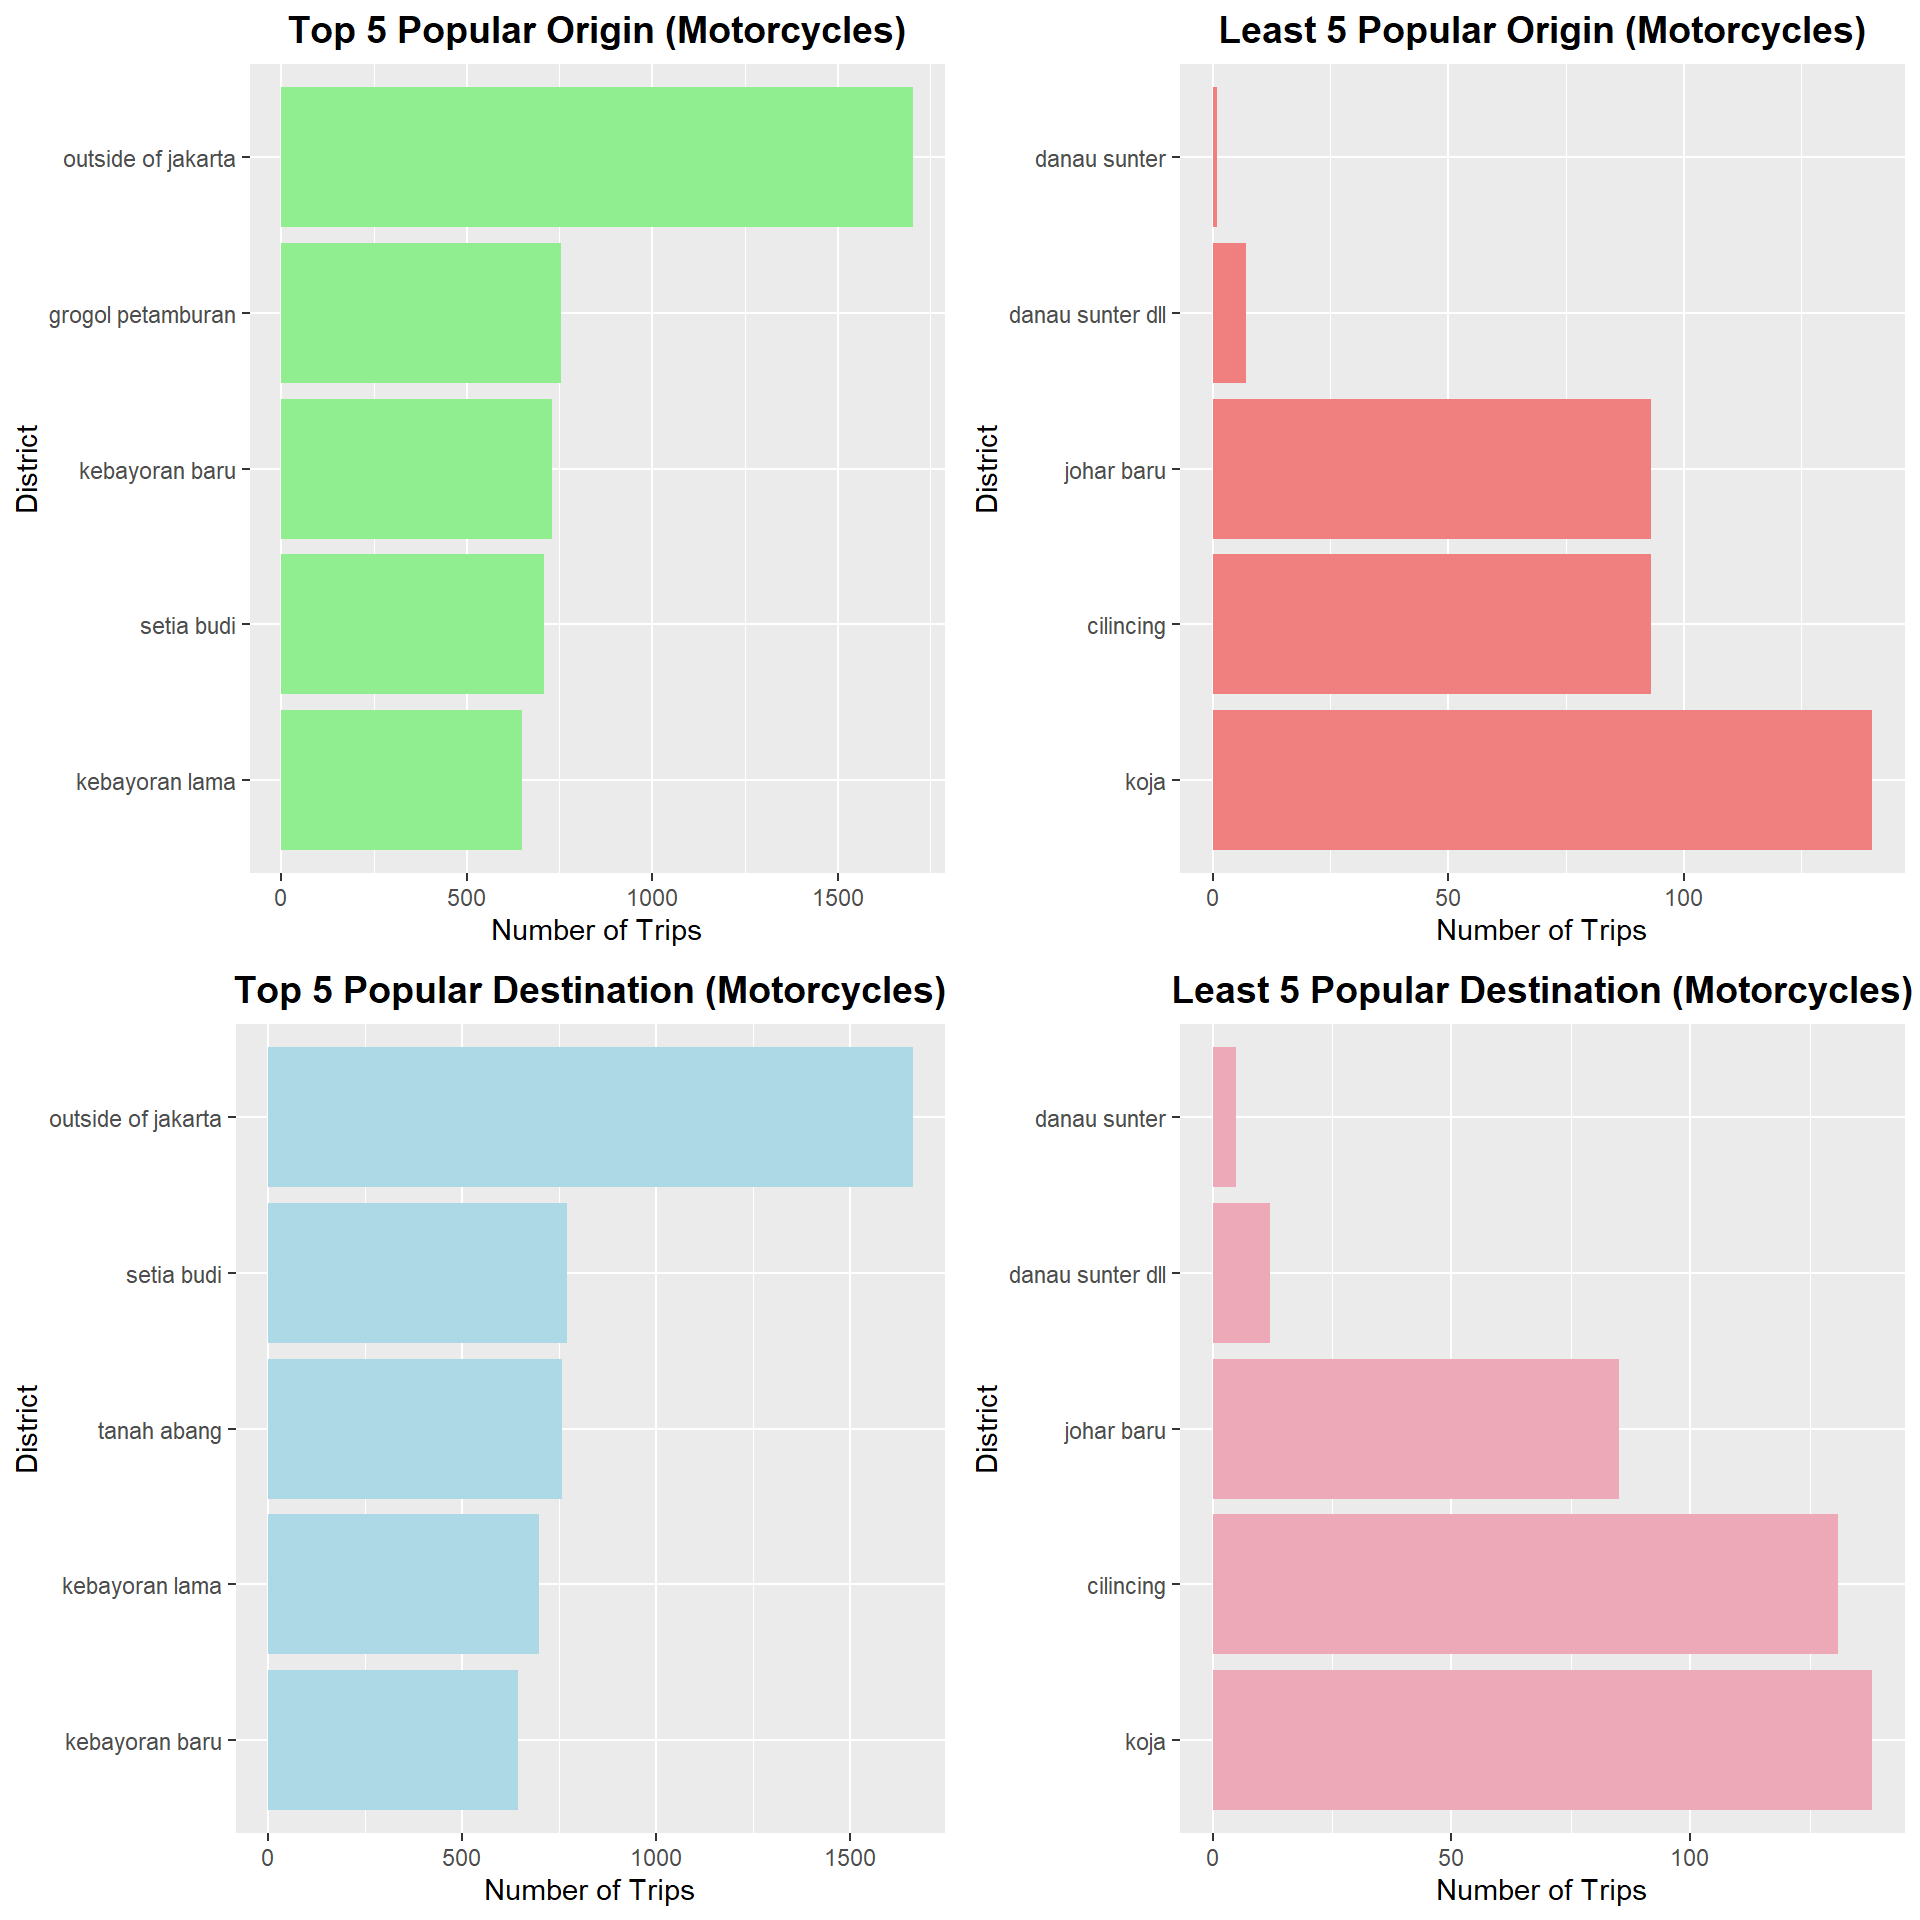 Top 5 Popular Origin (Motorcycles)
District
outside of jakarta
grogol petamburan
kebayoran baru
setia budi
kebayoran lama
0 500 1000 1500
Number of Trips
Least 5 Popular Origin (Motorcycles)
District
danau sunter
danau sunter dll
johar baru
cilincing
koja
0 50 100
Number of Trips
Top 5 Popular Destination (Motorcycles)
District
outside of jakarta
setia budi
tanah abang
kebayoran lama
kebayoran baru
0 500 1000 1500
Number of Trips
Least 5 Popular Destination (Motorcycles)
District
danau sunter
danau sunter dll
johar baru
cilincing
koja
0 50 100
Number of Trips